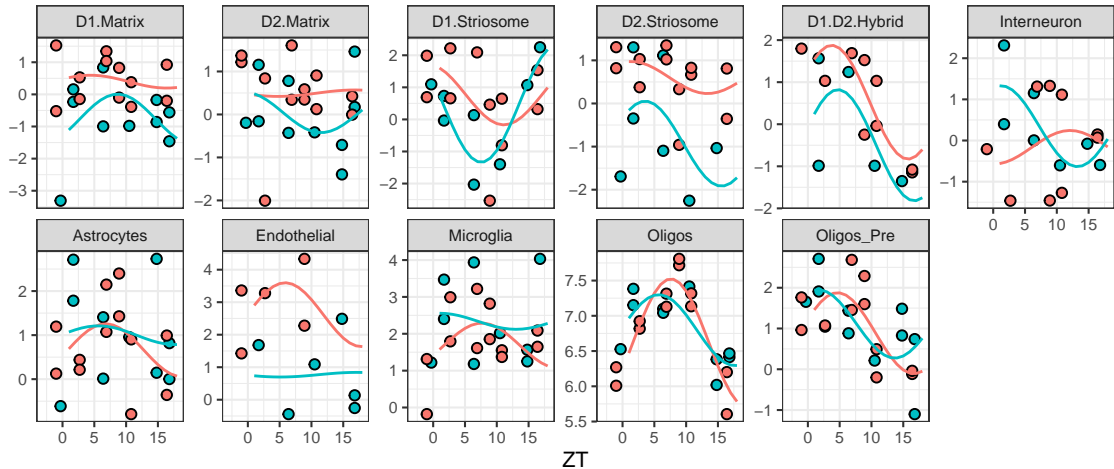 D1.Matrix D2.Matrix D1.Striosome D2.Striosome D1.D2.Hybrid Interneuron
1 0 −1 −2 −3
1 0 −1 −2
2 1 0 −1 −2
1 0 −1 −2
2 1 0 −1 −2
2 1 0 −1
0 5 10 15
Astrocytes Endothelial Microglia Oligos Oligos_Pre
2 1 0
4 3 2 1 0
4 3 2 1 0
7.5 7.0 6.5 6.0 5.5
3 2 1 0 −1
0 5 10 15 0 5 10 15 0 5 10 15 0 5 10 15 0 5 10 15
ZT